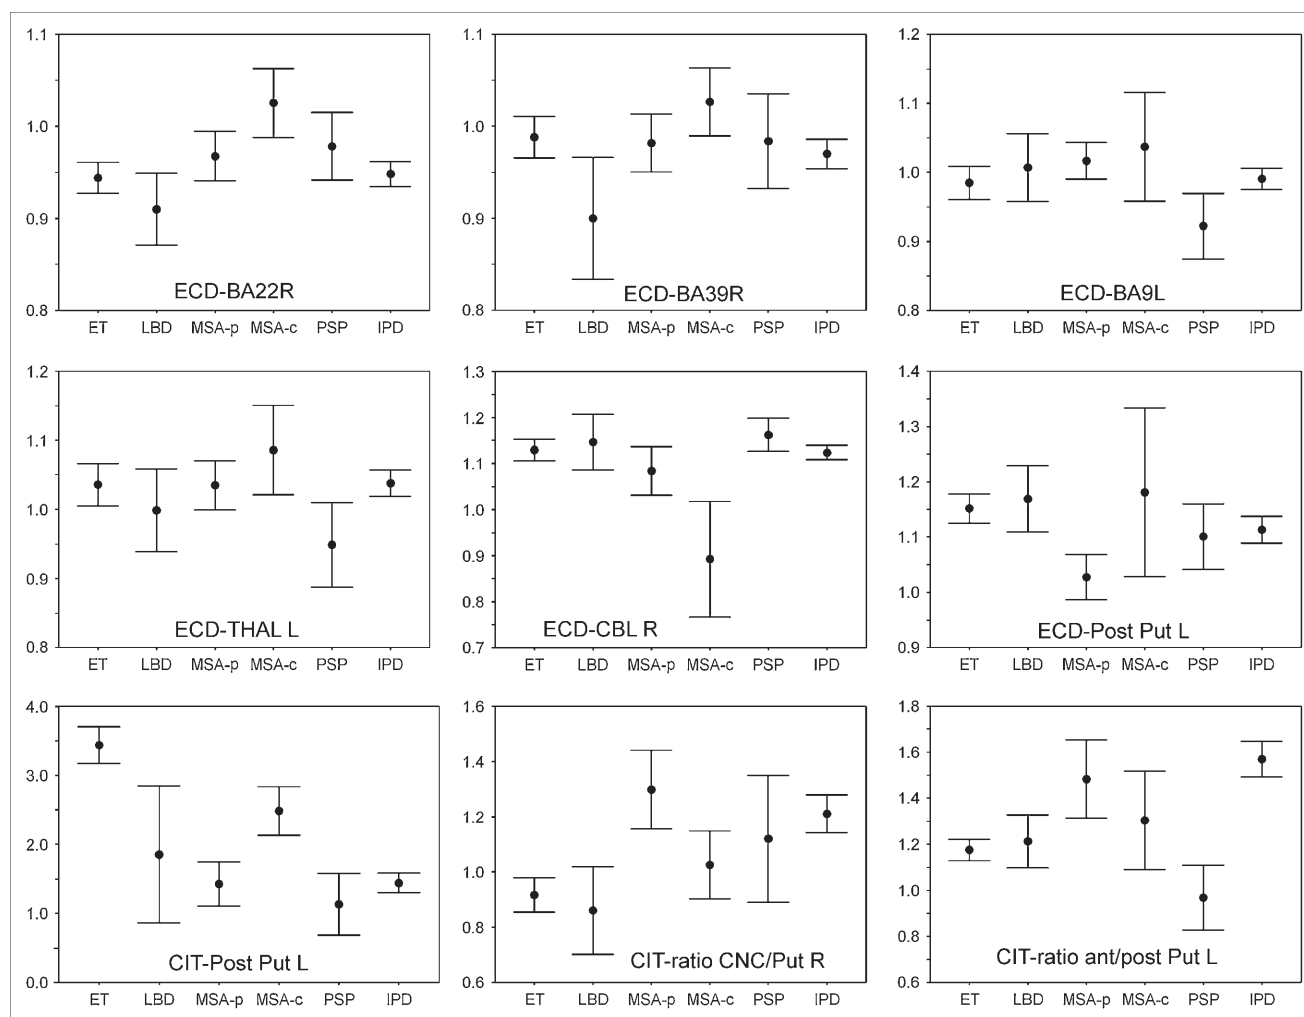 1.1
1.0
0.9
0.8
ECD-BA22R
ET LBD MSA-p MSA-c PSP IPD
1.1
1.0
0.9
0.8
ECD-BA39R
ET LBD MSA-p MSA-c PSP IPD
1.2
1.1
1.0
0.9
0.8
ECD-BA9L
ET LBD MSA-p MSA-c PSP IPD
1.2
1.1
1.0
0.9
0.8
ECD-THAL L
ET LBD MSA-p MSA-c PSP IPD
1.3
1.2
1.1
1.0
0.9
0.8
0.7
ECD-CBL R
ET LBD MSA-p MSA-c PSP IPD
1.4
1.3
1.2
1.1
1.0
0.9
ECD-Post Put L
ET LBD MSA-p MSA-c PSP IPD
4.0
3.0
2.0
1.0
0.0
CIT-Post Put L
ET LBD MSA-p MSA-c PSP IPD
1.6
1.4
1.2
1.0
0.8
0.6
CIT-ratio CNC/Put R
ET LBD MSA-p MSA-c PSP IPD
1.8
1.6
1.4
1.2
1.0
0.8
0.6
CIT-ratio ant/post Put L
ET LBD MSA-p MSA-c PSP IPD